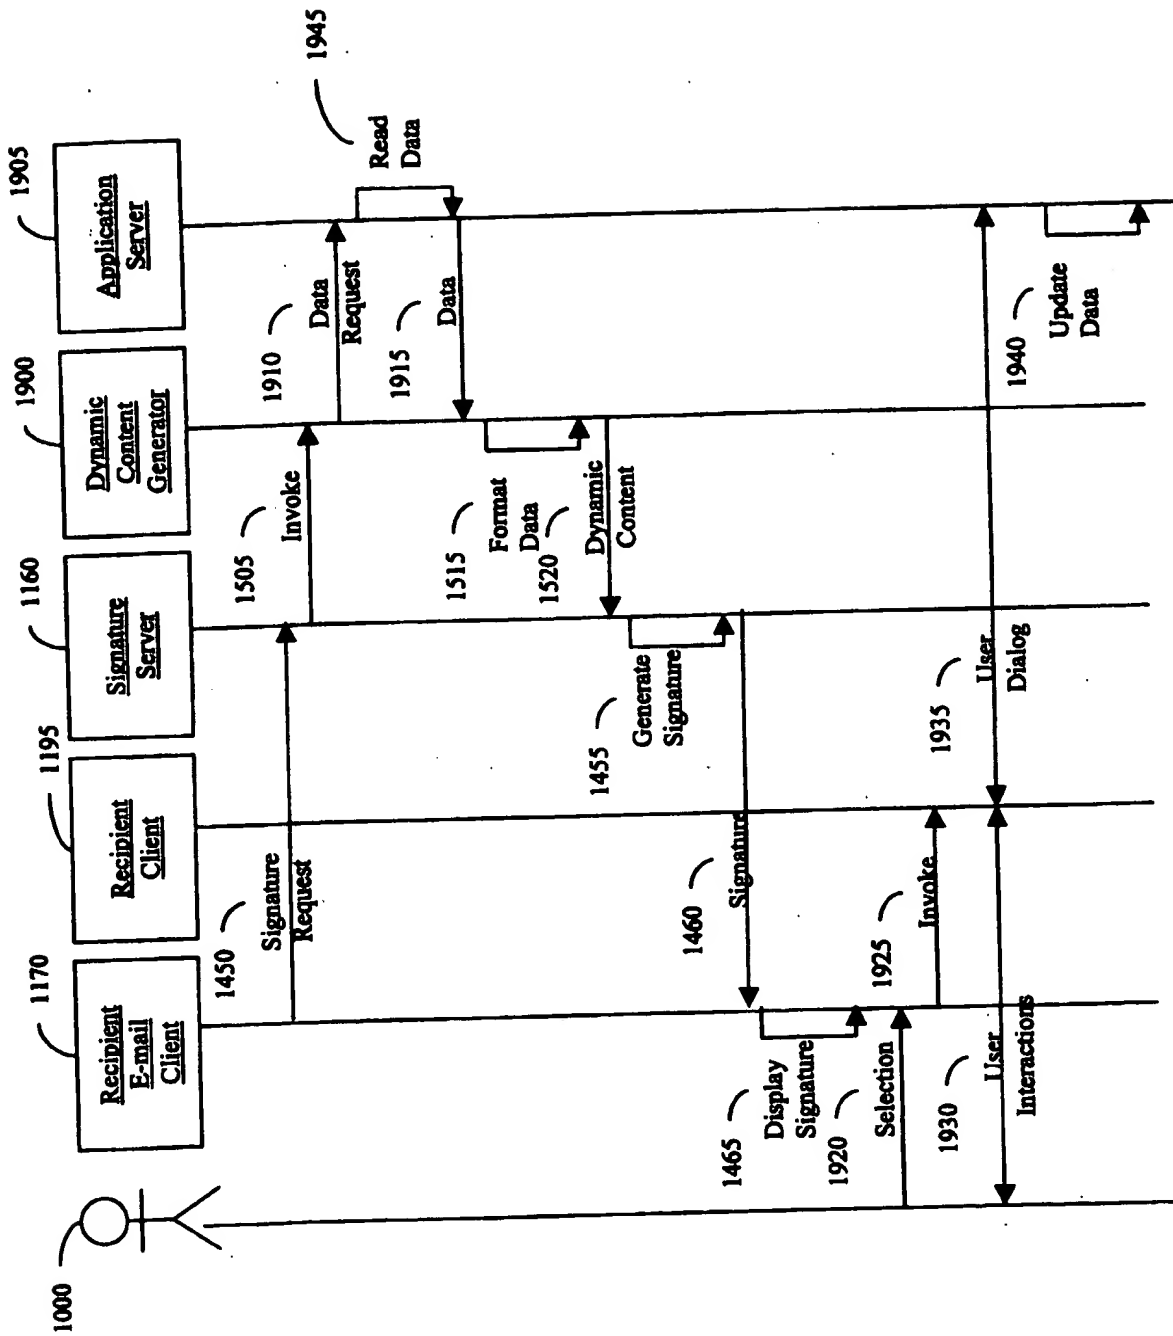 1000
1170
Recipient
E-mail
Client
1195
Recipient
Client
1160
Signature
Server
1900
Dynamic
Content
Generator
1905
Application
Server
1450
Signature
Request
1505
Invoke
1910
Data
Request
1945
Read
Data
1915
Data
1515
Format
Data
1520
Dynamic
Content
1455
Generate
Signature
1460
Signature
1465
Display
Signature
1920
Selection
1925
Invoke
1930
User
Interactions
1935
User
Dialog
1940
Update
Data